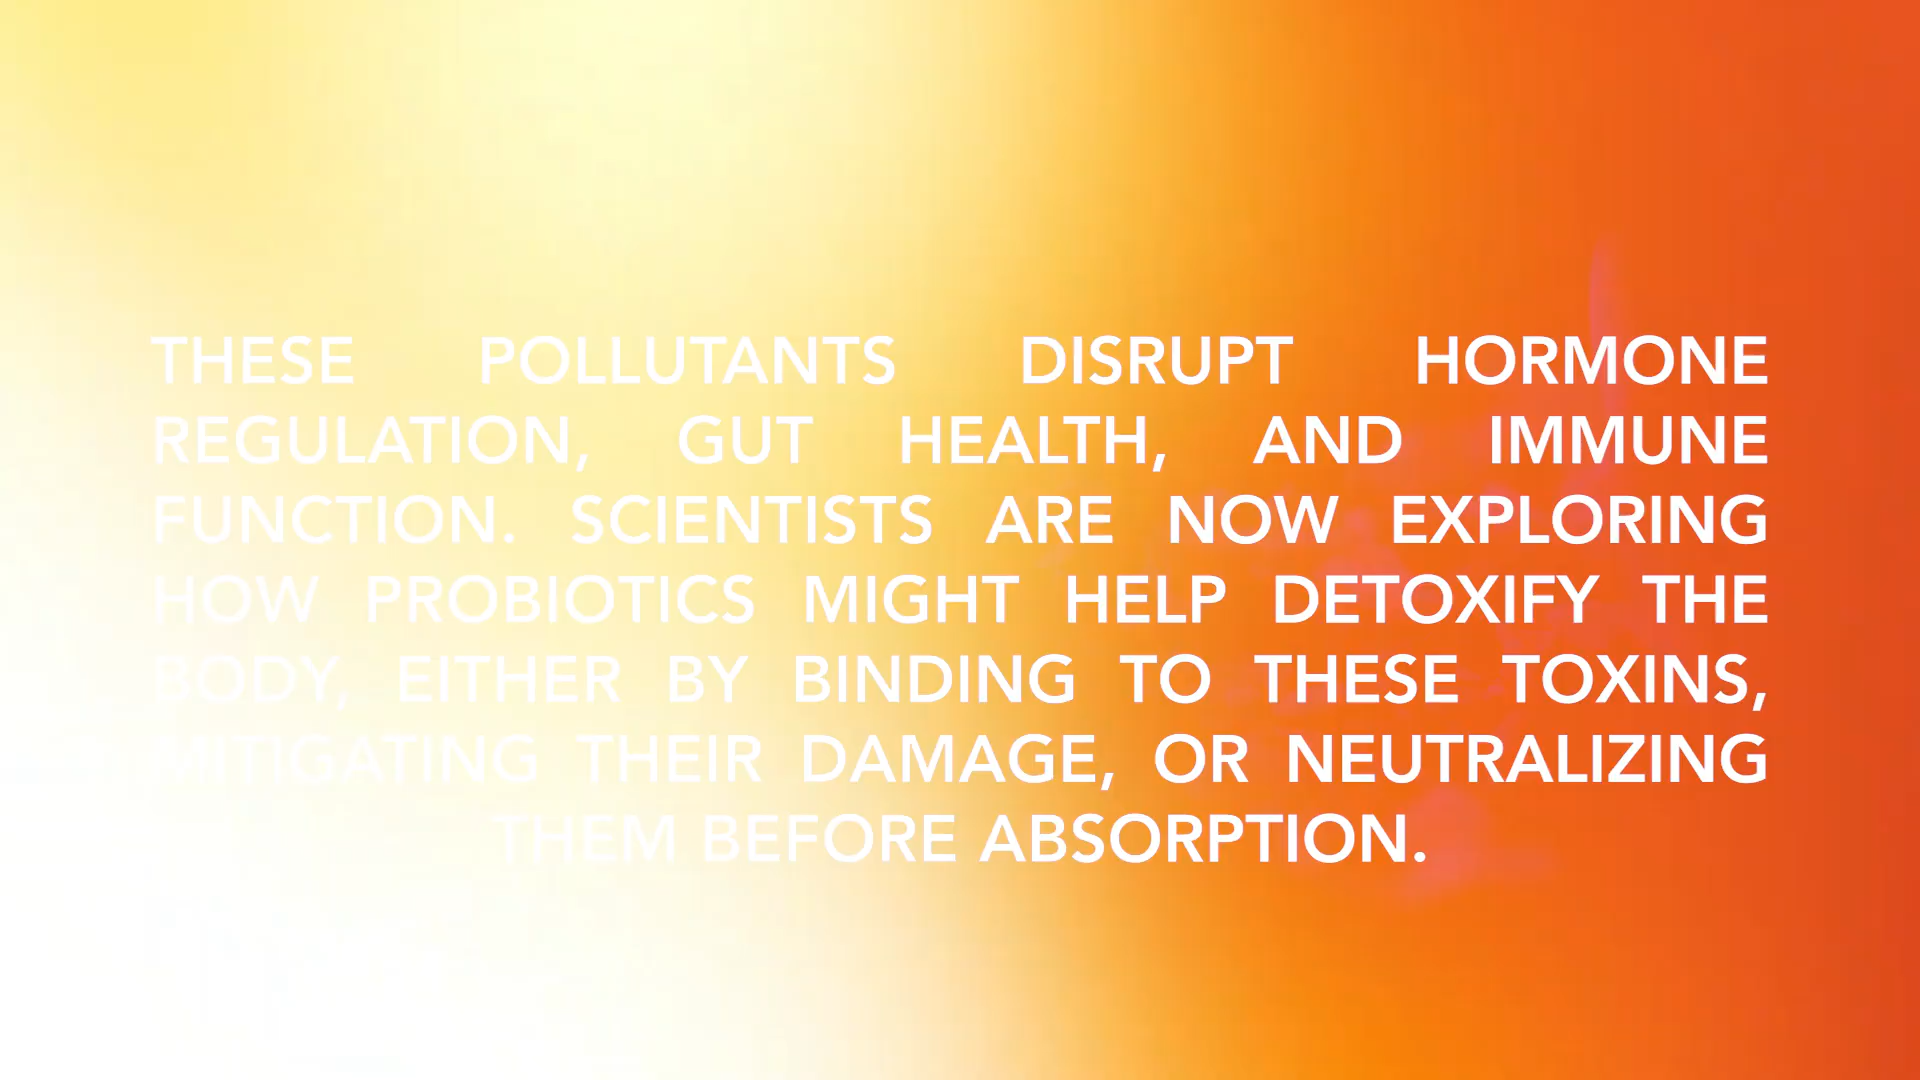 THESE POLLUTANTS DISRUPT HORMONE
REGULATION, GUT HEALTH, AND IMMUNE
FUNCTION. SCIENTISTS ARE NOW EXPLORING
HOW PROBIOTICS MIGHT HELP DETOXIFY THE
BODY, EITHER BY BINDING TO THESE TOXINS,
MITIGATING THEIR DAMAGE, OR NEUTRALIZING
THEM BEFORE ABSORPTION.